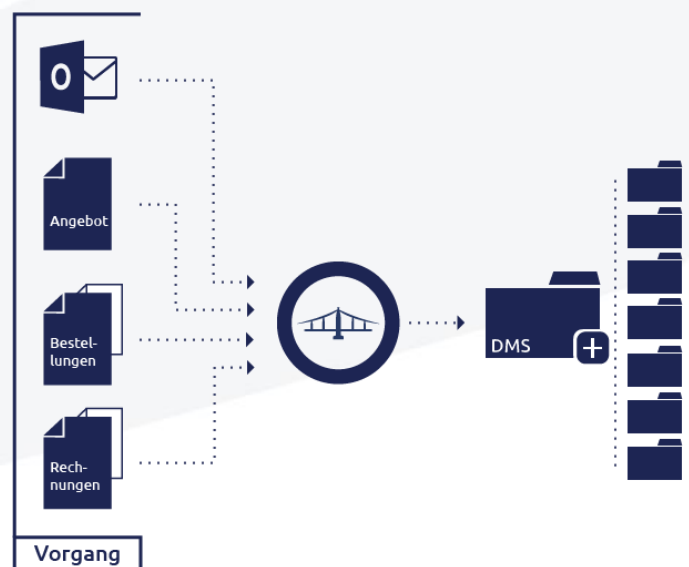 O
Angebot
Bestel-
lungen
Rech-
nungen
DMS
Vorgang